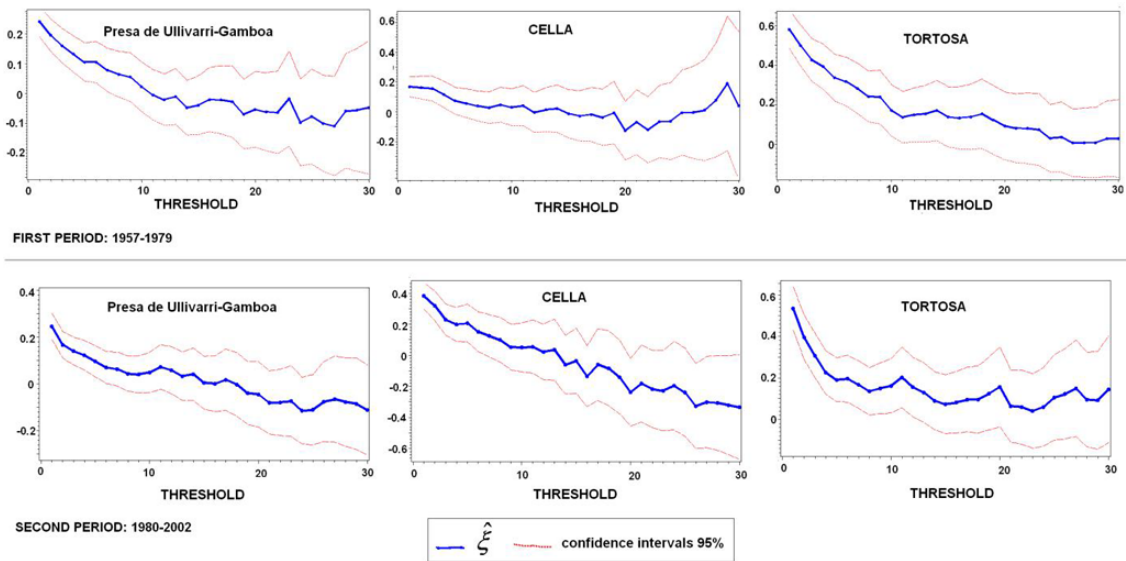 Presa de Ullivarri-Gamboa
0.2
0.1
0
-0.1
-0.2
0 10 20 30
THRESHOLD
CELLA
0.6
0.4
0.2
0
-0.2
0 10 20 30
THRESHOLD
TORTOSA
0.6
0.4
0.2
0
0 10 20 30
THRESHOLD
FIRST PERIOD: 1957-1979
Presa de Ullivarri-Gamboa
0.4
0.2
0
-0.2
0 10 20 30
THRESHOLD
CELLA
0.4
0.2
0
-0.2
-0.4
-0.6
0 10 20 30
THRESHOLD
TORTOSA
0.6
0.4
0.2
0
0 10 20 30
THRESHOLD
SECOND PERIOD: 1980-2002
ξ̂ confidence intervals 95%